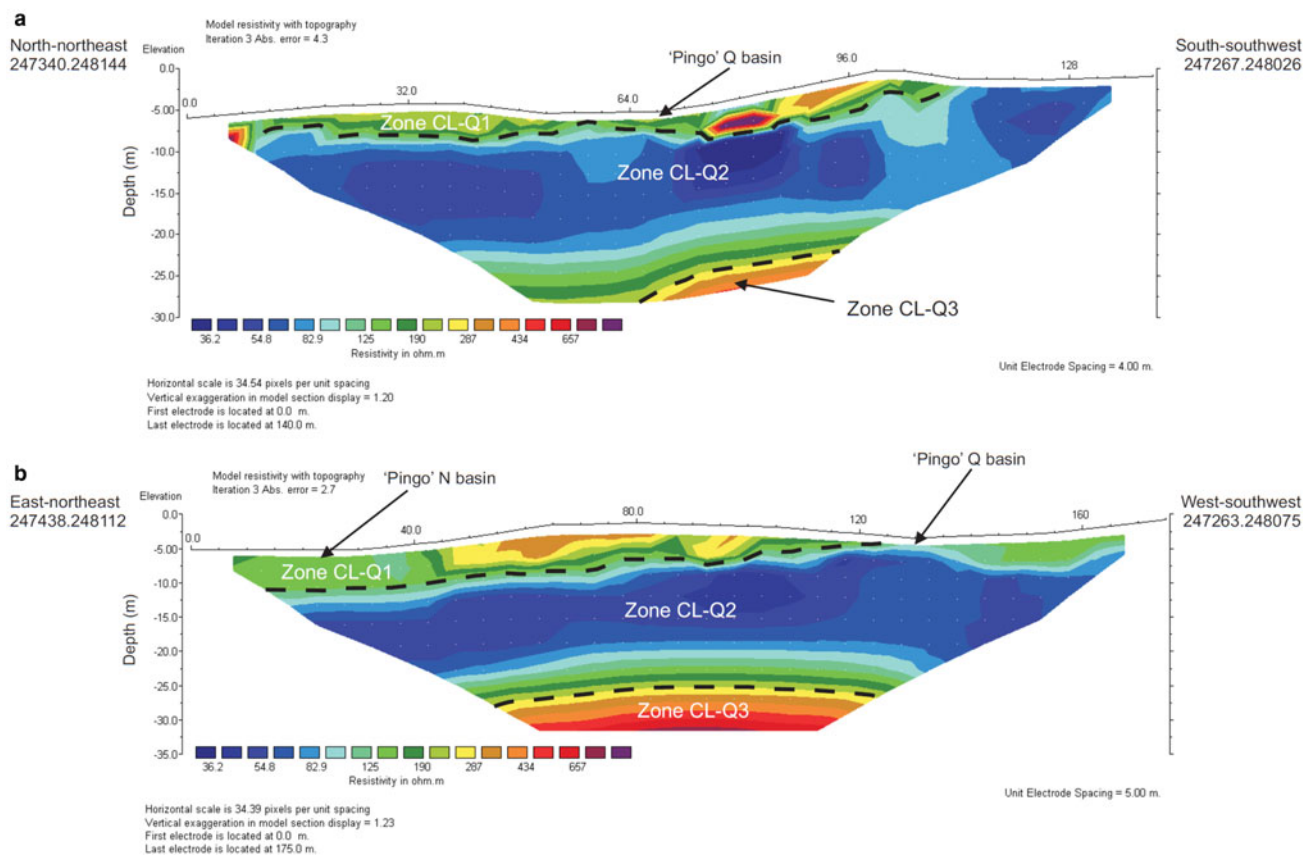 a
Model resistivity with topography
Iteration 3 Abs. error = 4.3
North-northeast
247340.248144
Elevation
'Pingo' Q basin
South-southwest
247267.248026
0.0
-5.00
-10.0
-15.0
-20.0
-25.0
-30.0
Depth (m)
0.0
32.0
64.0
96.0
128
Zone CL-Q1
Zone CL-Q2
Zone CL-Q3
36.2 54.8 82.9 125 190 287 434 657
Resistivity in ohm.m
Unit Electrode Spacing = 4.00 m.
Horizontal scale is 34.54 pixels per unit spacing
Vertical exaggeration in model section display = 1.20
First electrode is located at 0.0 m.
Last electrode is located at 140.0 m.
b
Model resistivity with topography
Iteration 3 Abs. error = 2.7
'Pingo' N basin
'Pingo' Q basin
East-northeast
247438.248112
Elevation
West-southwest
247263.248075
0.0
-5.00
-10.0
-15.0
-20.0
-25.0
-30.0
-35.0
Depth (m)
0.0
40.0
80.0
120
160
Zone CL-Q1
Zone CL-Q2
Zone CL-Q3
36.2 54.8 82.9 125 190 287 434 657
Resistivity in ohm.m
Unit Electrode Spacing = 5.00 m.
Horizontal scale is 34.39 pixels per unit spacing
Vertical exaggeration in model section display = 1.23
First electrode is located at 0.0 m.
Last electrode is located at 175.0 m.